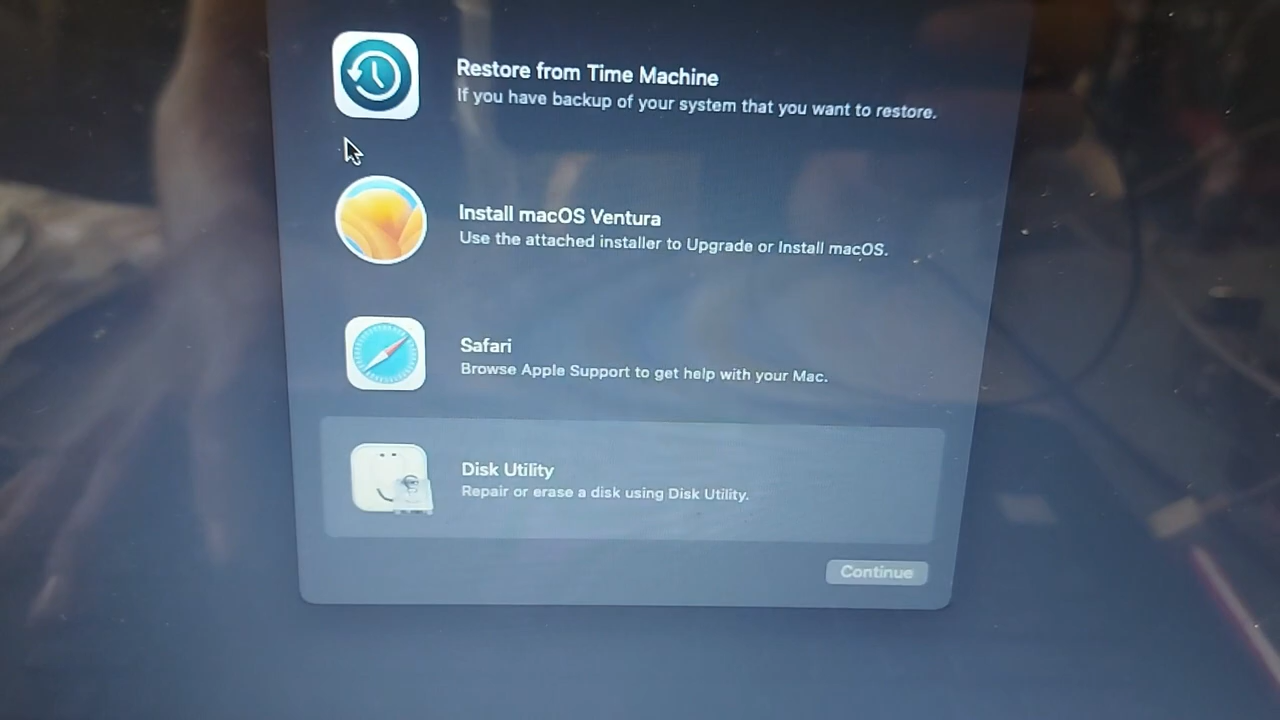 Restore from Time Machine
If you have backup of your system that you want to restore.
Install macOS Ventura
Use the attached installer to Upgrade or Install macOS.
Safari
Browse Apple Support to get help with your Mac.
Disk Utility
Repair or erase a disk using Disk Utility.
Continue